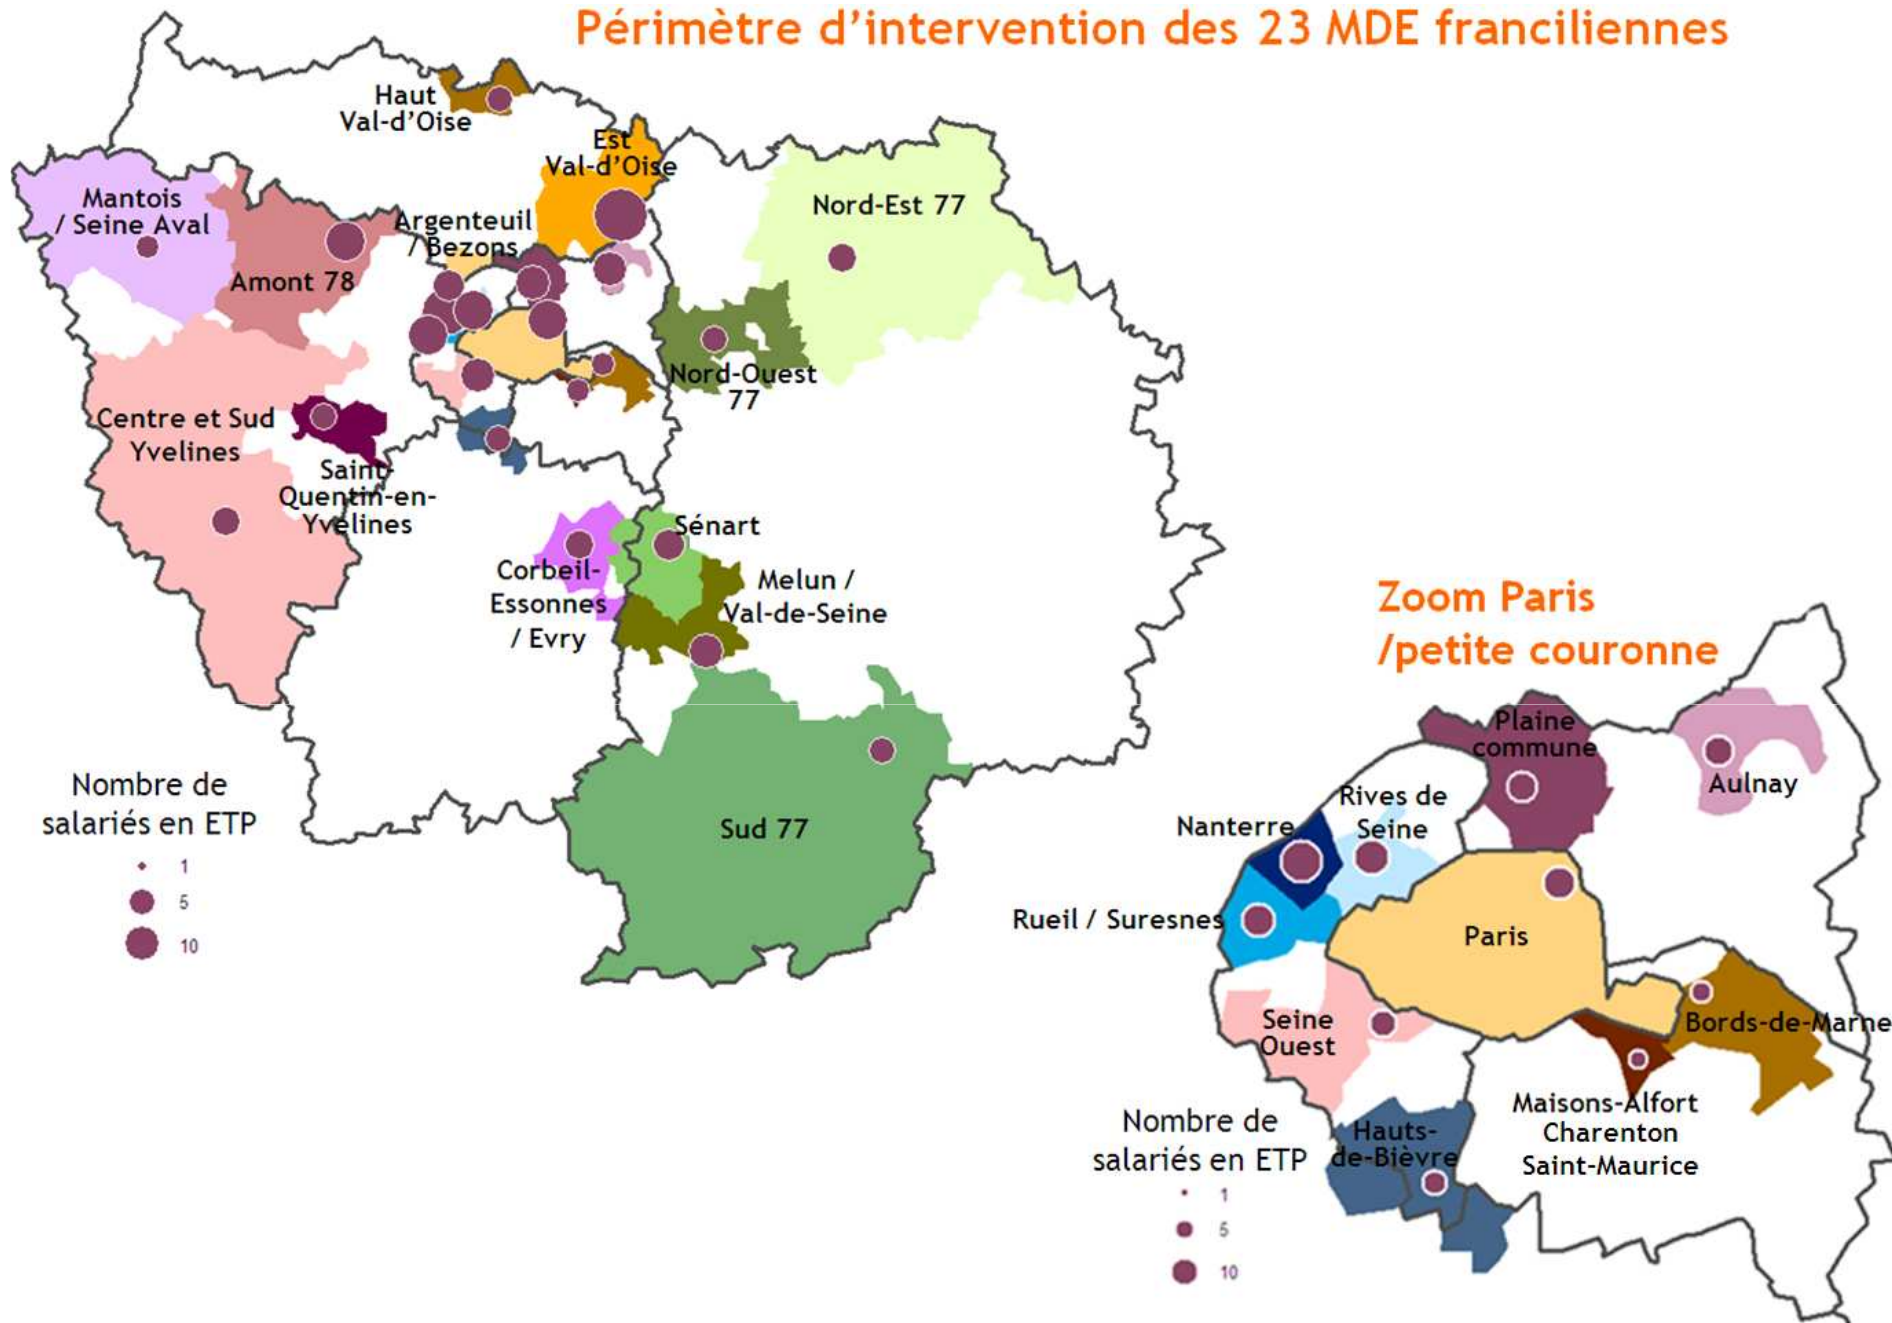 Périmètre d'intervention des 23 MDE franciliennes
Haut
Val-d'Oise
Est
Val-d'Oise
Mantois
/ Seine Aval
Argenteuil
/ Bezons
Nord-Est 77
Amont 78
Nord-Ouest
77
Centre et Sud
Yvelines
Saint-
Quentin-en-
Yvelines
Sénart
Corbeil-
Essonnes
/ Evry
Melun /
Val-de-Seine
Sud 77
Nombre de
salariés en ETP
1
5
10
Zoom Paris
/petite couronne
Plaine
commune
Aulnay
Rives de
Seine
Nanterre
Rueil / Suresnes
Paris
Seine
Ouest
Bords-de-Marne
Maisons-Alfort
Charenton
Saint-Maurice
Hauts-
de-Bièvre
Nombre de
salariés en ETP
1
5
10